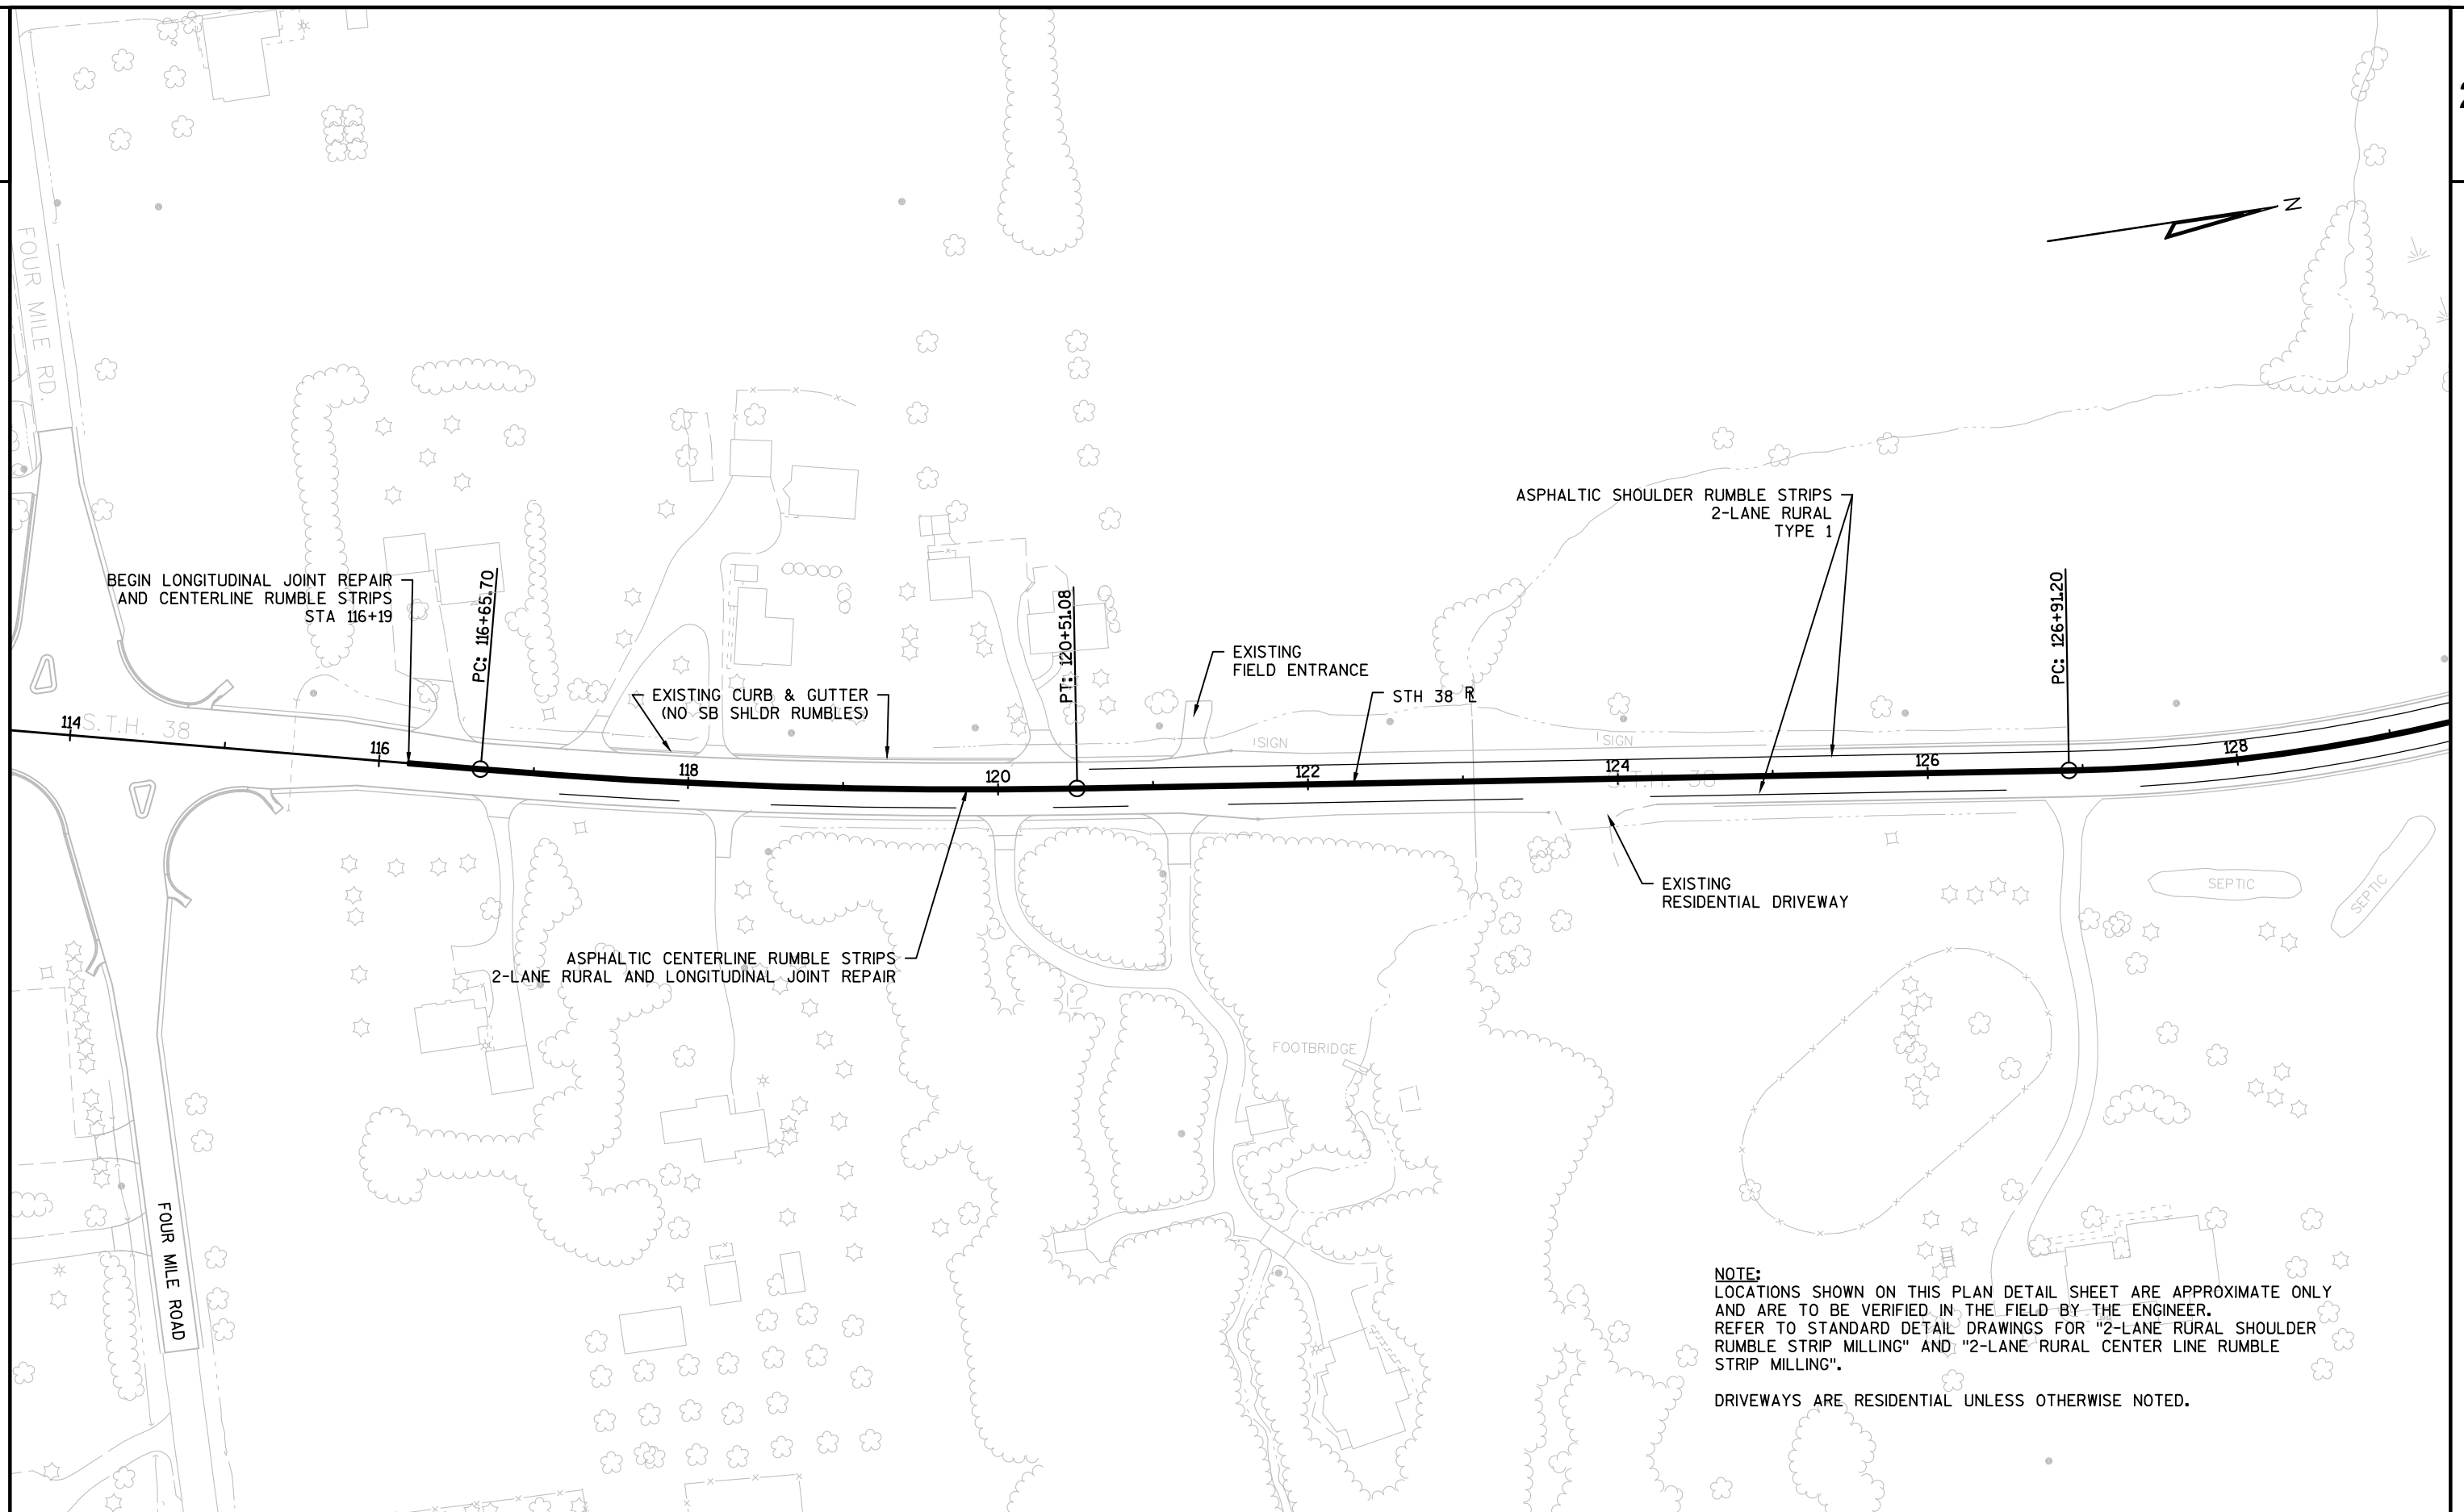 FOUR MILE RD.
N
ASPHALTIC SHOULDER RUMBLE STRIPS
2-LANE RURAL
TYPE 1
BEGIN LONGITUDINAL JOINT REPAIR
AND CENTERLINE RUMBLE STRIPS
STA 116+19
PC: 116+65.70
PT: 120+51.08
PC: 126+91.20
EXISTING
FIELD ENTRANCE
EXISTING CURB & GUTTER
(NO SB SHLDR RUMBLES)
STH 38 R
L
SIGN
SIGN
114
S.T.H. 38
116
118
120
122
124
126
128
S.T.H. 38
EXISTING
RESIDENTIAL DRIVEWAY
SEPTIC
SEPTIC
ASPHALTIC CENTERLINE RUMBLE STRIPS
2-LANE RURAL AND LONGITUDINAL JOINT REPAIR
FOOTBRIDGE
FOUR MILE ROAD
NOTE:
LOCATIONS SHOWN ON THIS PLAN DETAIL SHEET ARE APPROXIMATE ONLY
AND ARE TO BE VERIFIED IN THE FIELD BY THE ENGINEER.
REFER TO STANDARD DETAIL DRAWINGS FOR "2-LANE RURAL SHOULDER
RUMBLE STRIP MILLING" AND "2-LANE RURAL CENTER LINE RUMBLE
STRIP MILLING".
DRIVEWAYS ARE RESIDENTIAL UNLESS OTHERWISE NOTED.